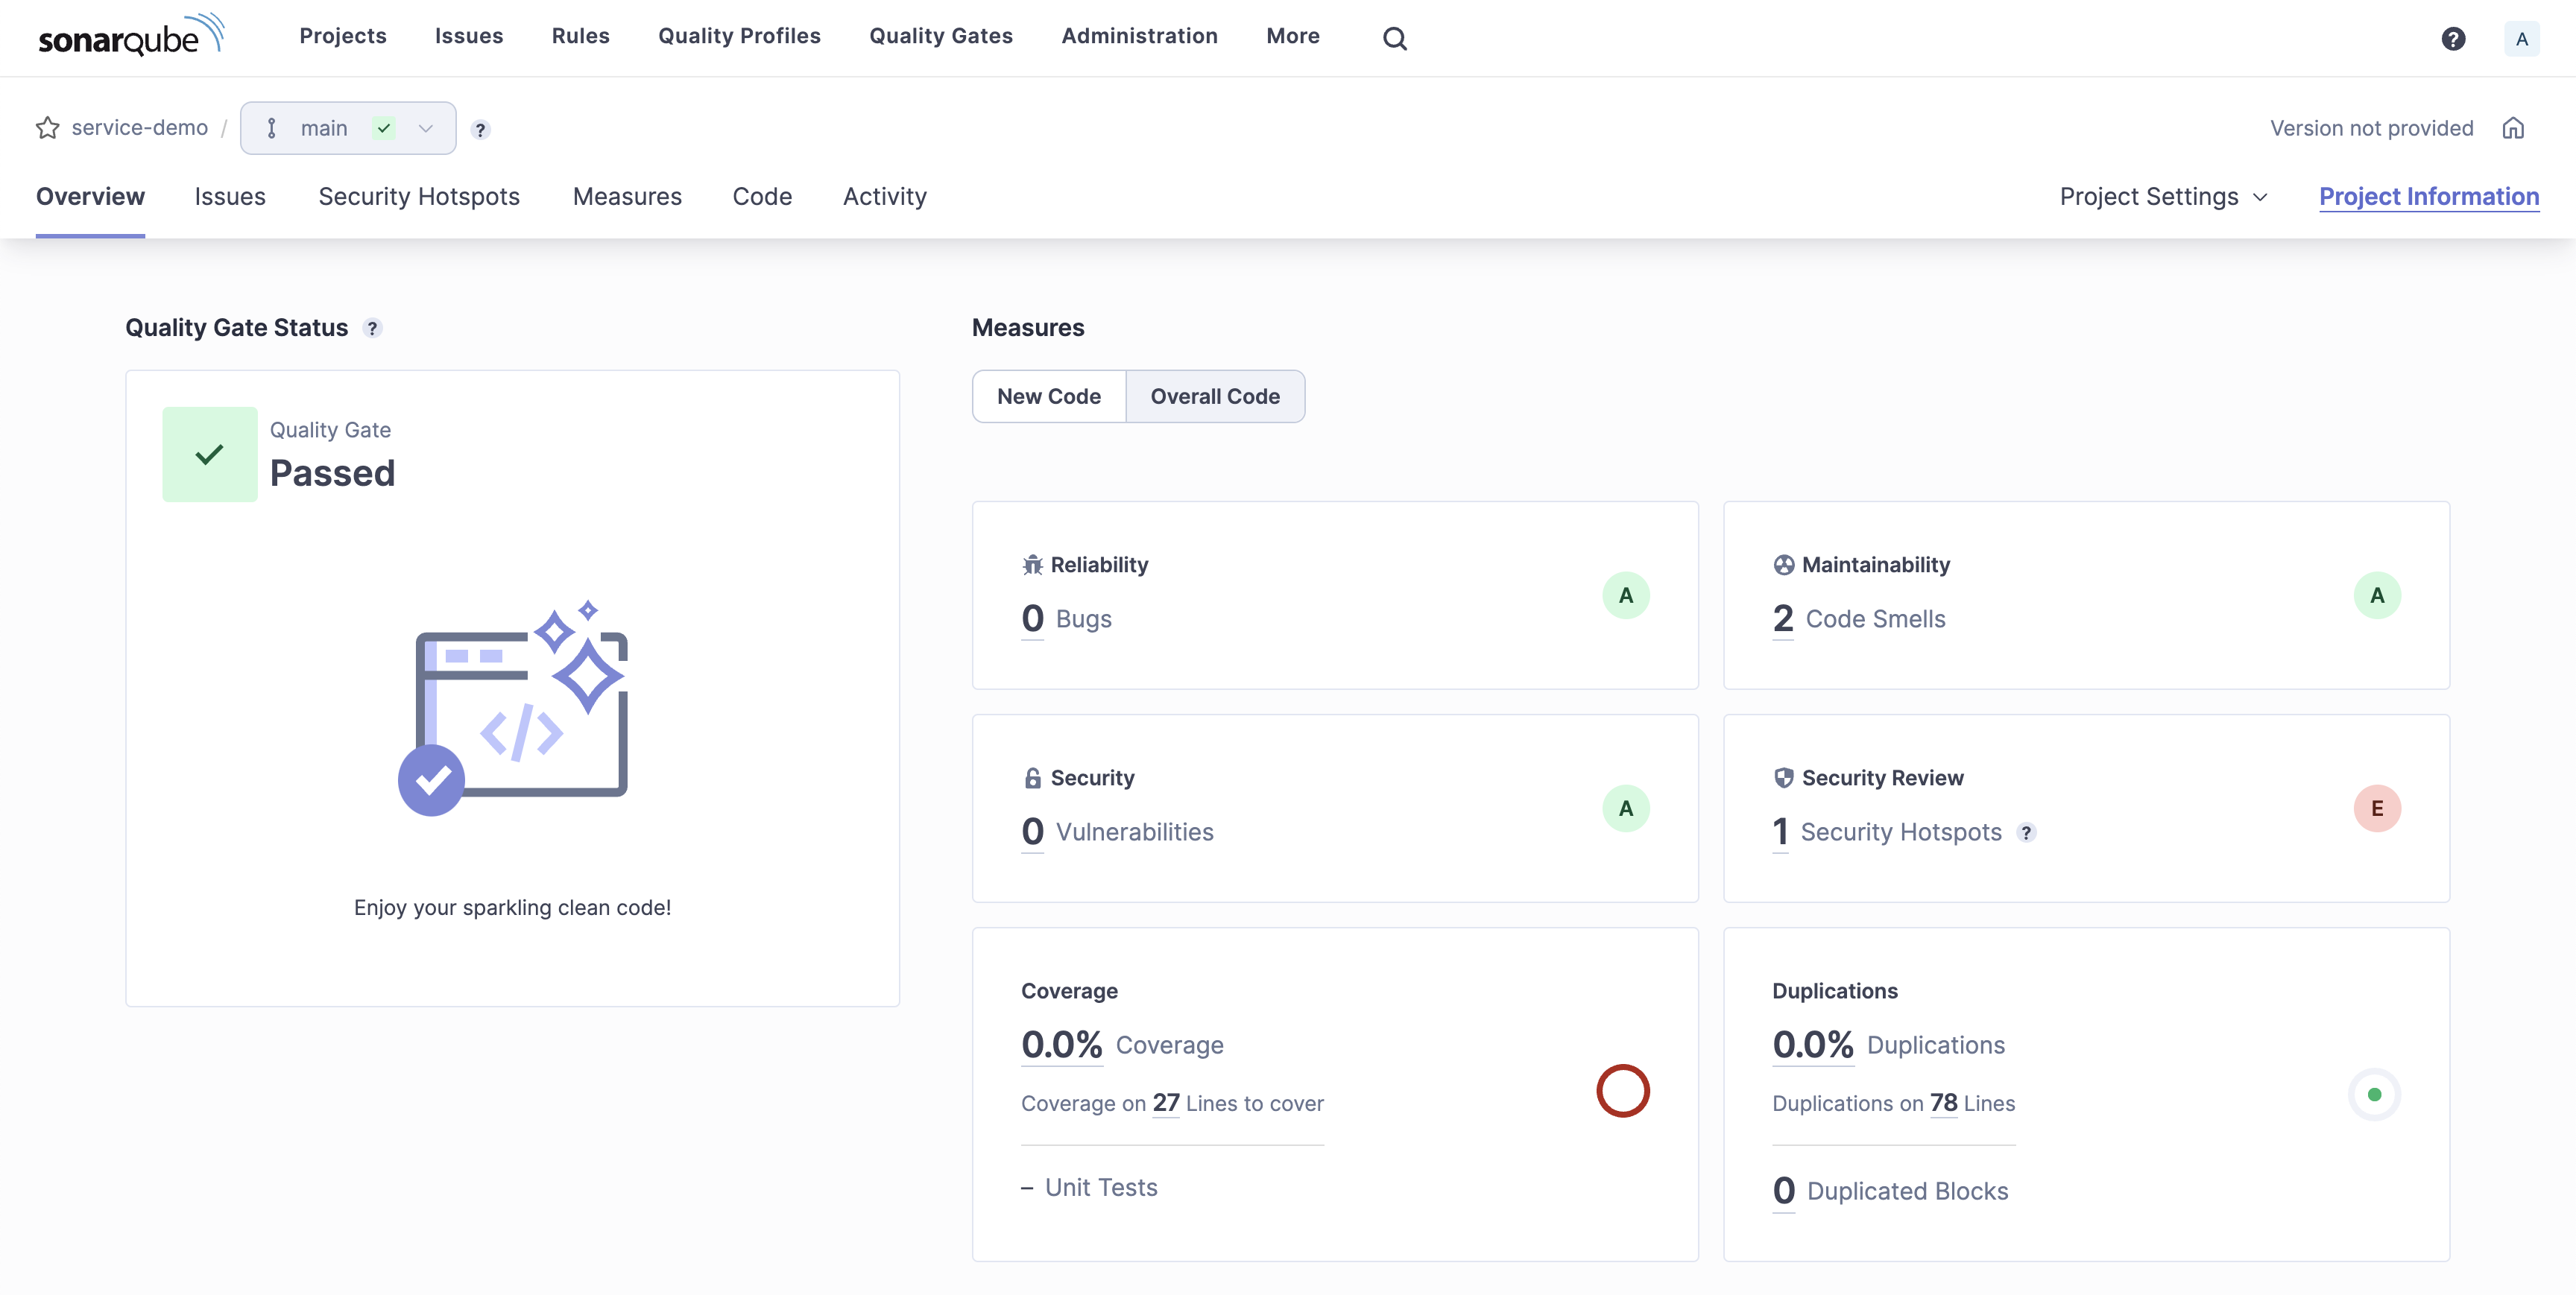 sonarqube Projects Issues Rules Quality Profiles Quality Gates Administration More ? A
service-demo / main ? Version not provided
Overview Issues Security Hotspots Measures Code Activity Project Settings Project Information
Quality Gate Status ?
Quality Gate
Passed
</>
Enjoy your sparkling clean code!
Measures
New Code Overall Code
Reliability
0 Bugs
A
Maintainability
2 Code Smells
A
Security
0 Vulnerabilities
A
Security Review
1 Security Hotspots ?
E
Coverage
0.0% Coverage
Coverage on 27 Lines to cover
– Unit Tests
Duplications
0.0% Duplications
Duplications on 78 Lines
0 Duplicated Blocks